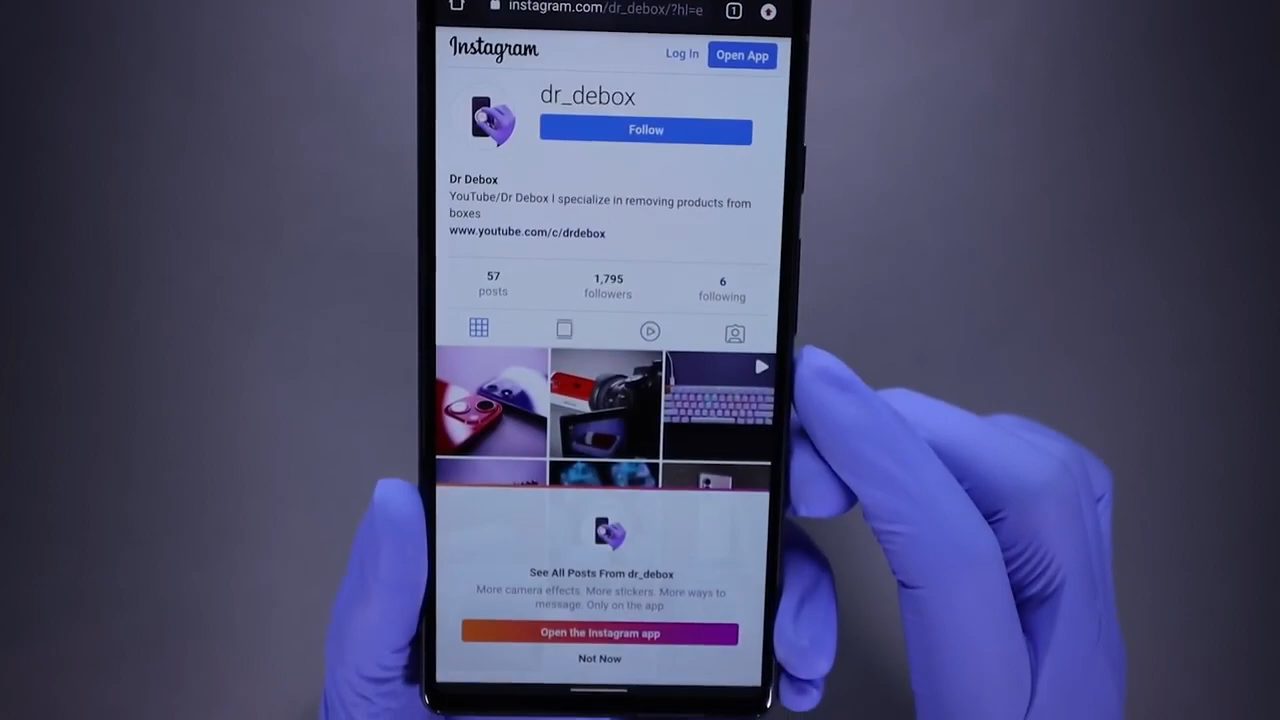 instagram.com/dr_debox/?hl=e
1
Instagram
Log In
Open App
dr_debox
Follow
Dr Debox
YouTube/Dr Debox I specialize in removing products from
boxes
www.youtube.com/c/drdebox
57
1,795
6
posts
followers
following
See All Posts From dr_debox
More camera effects. More stickers. More ways to
message. Only on the app
Open the Instagram app
Not Now